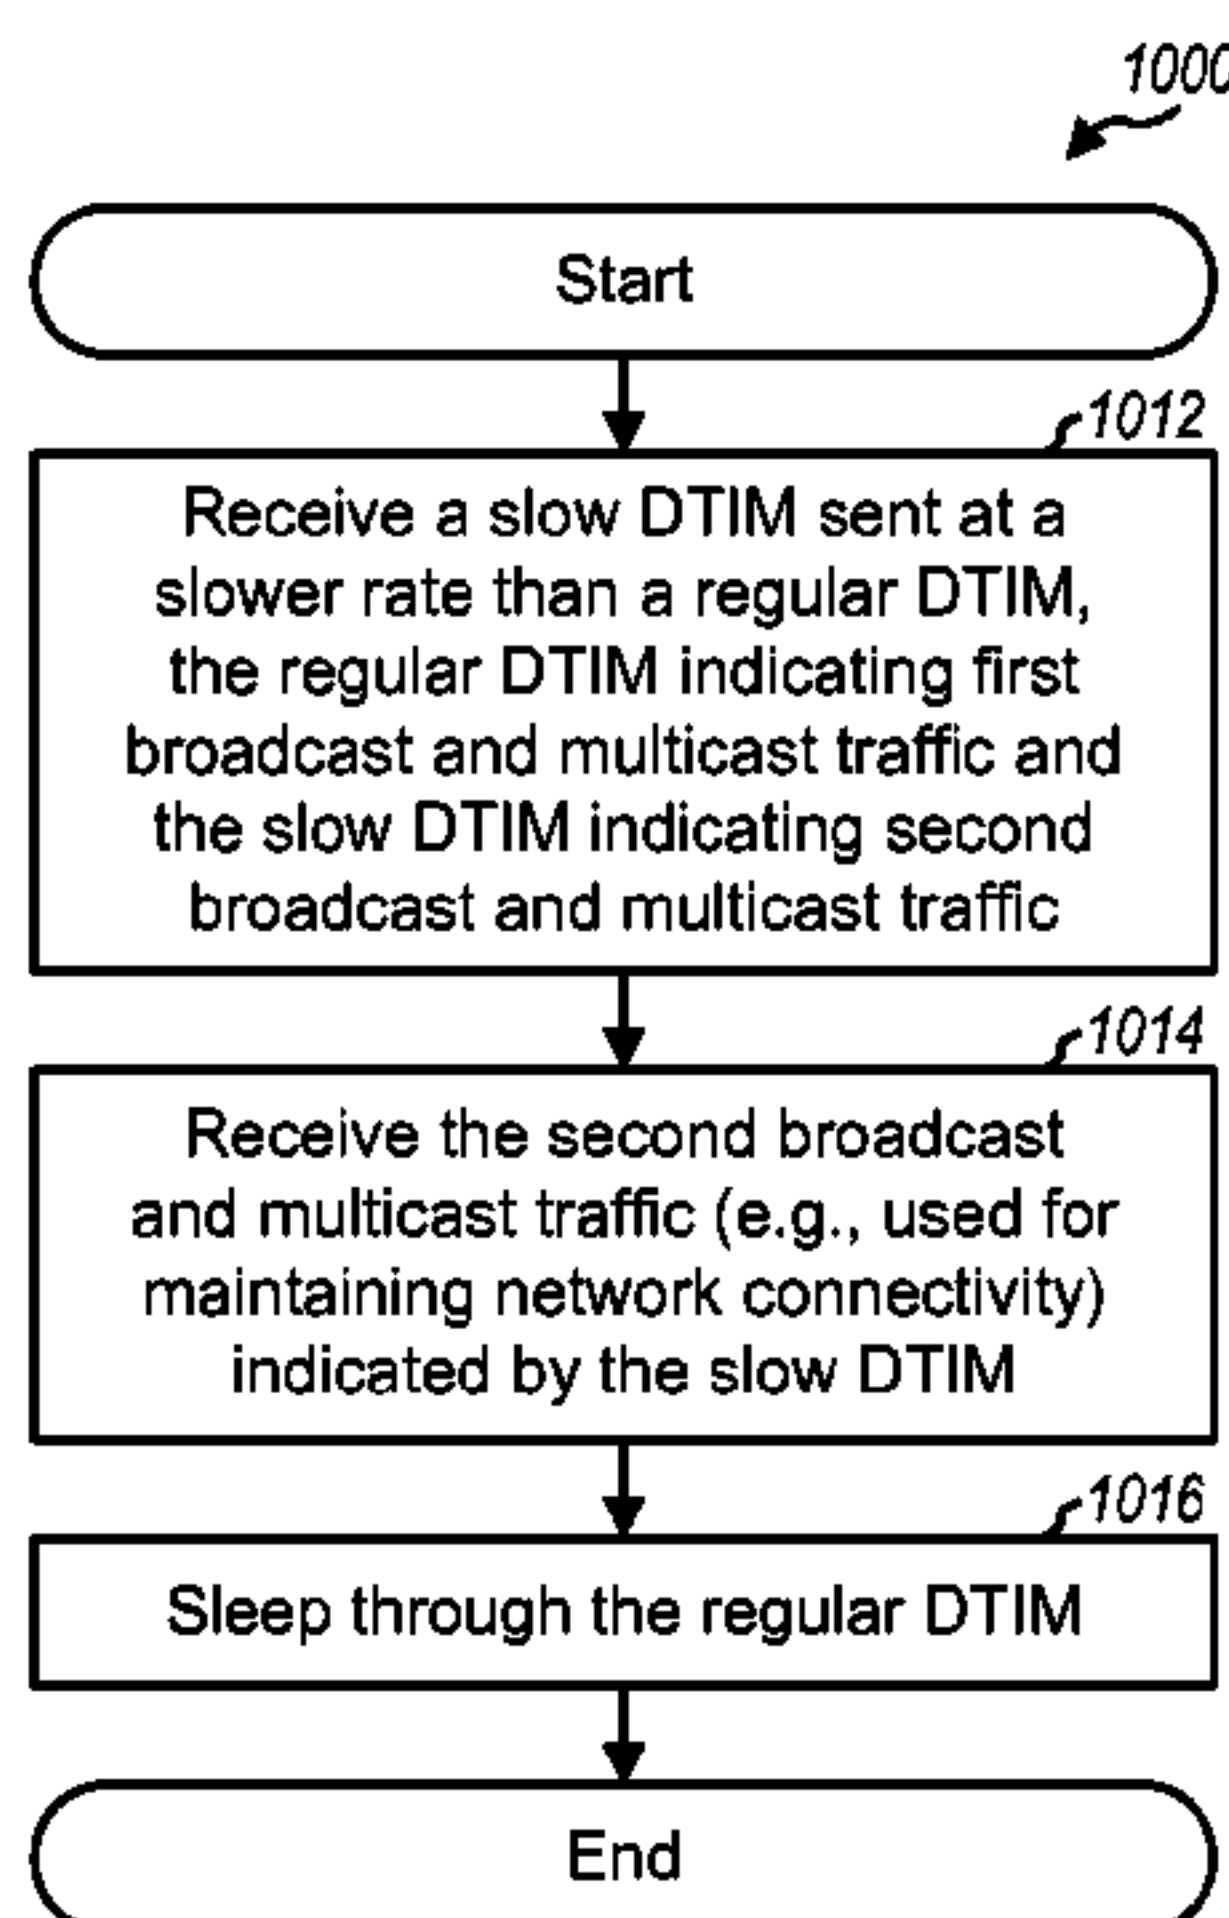 1000
Start
1012
Receive a slow DTIM sent at a
slower rate than a regular DTIM,
the regular DTIM indicating first
broadcast and multicast traffic and
the slow DTIM indicating second
broadcast and multicast traffic
1014
Receive the second broadcast
and multicast traffic (e.g., used for
maintaining network connectivity)
indicated by the slow DTIM
1016
Sleep through the regular DTIM
End